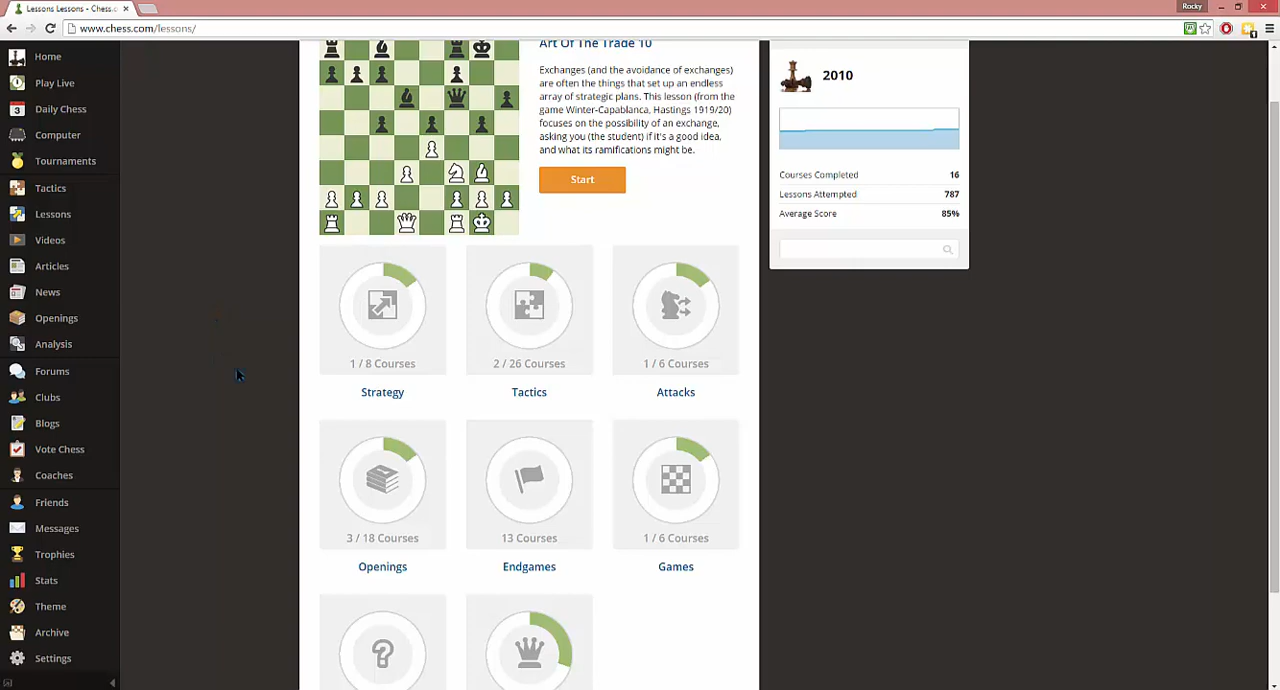 Lessons Lessons - Chess.c
Rocky
www.chess.com/lessons/
Home
Play Live
3
Daily Chess
Computer
Tournaments
Tactics
Lessons
Videos
Articles
News
Openings
Analysis
Forums
Clubs
Blogs
Vote Chess
Coaches
Friends
Messages
Trophies
Stats
Theme
Archive
Settings
Art Of The Trade 10
Exchanges (and the avoidance of exchanges)
are often the things that set up an endless
array of strategic plans. This lesson (from the
game Winter-Capablanca, Hastings 1919/20)
focuses on the possibility of an exchange,
asking you (the student) if it's a good idea,
and what its ramifications might be.
Start
2010
Courses Completed 16
Lessons Attempted 787
Average Score 85%
1 / 8 Courses
Strategy
2 / 26 Courses
Tactics
1 / 6 Courses
Attacks
3 / 18 Courses
Openings
13 Courses
Endgames
1 / 6 Courses
Games
?